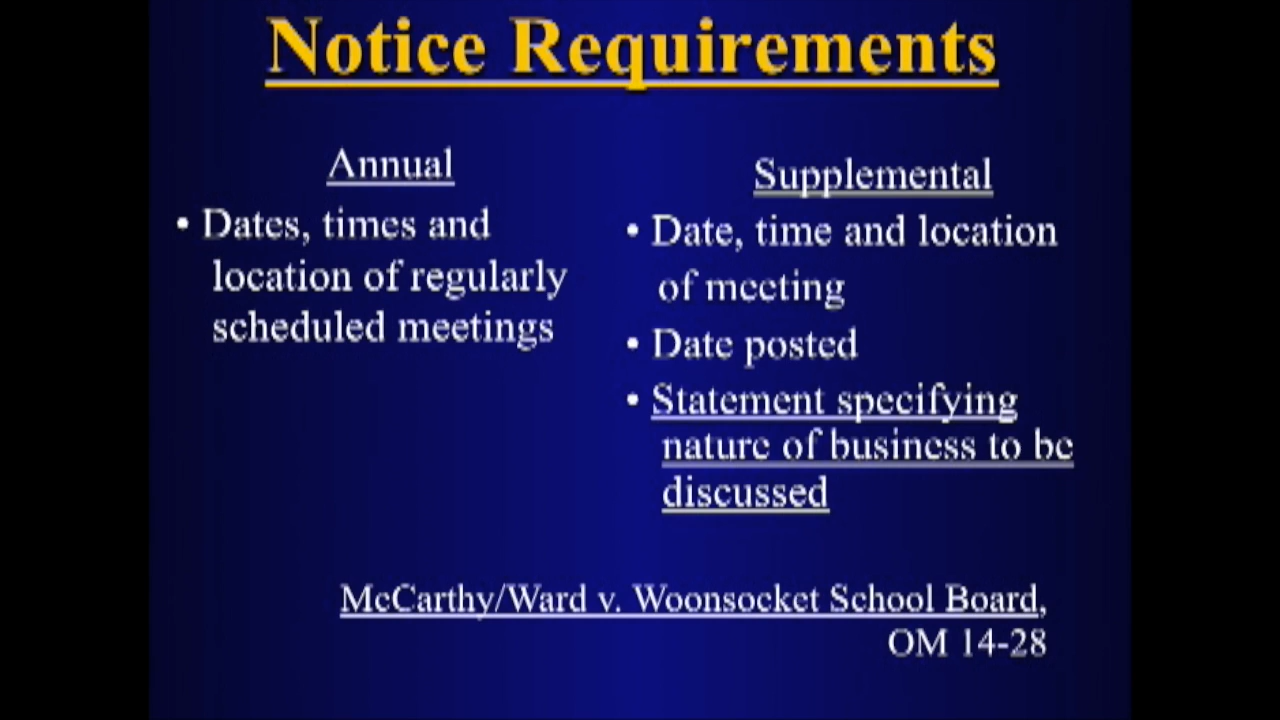 Notice Requirements
Annual
• Dates, times and
location of regularly
scheduled meetings
Supplemental
• Date, time and location
of meeting
• Date posted
• Statement specifying
nature of business to be
discussed
McCarthy/Ward v. Woonsocket School Board,
OM 14-28